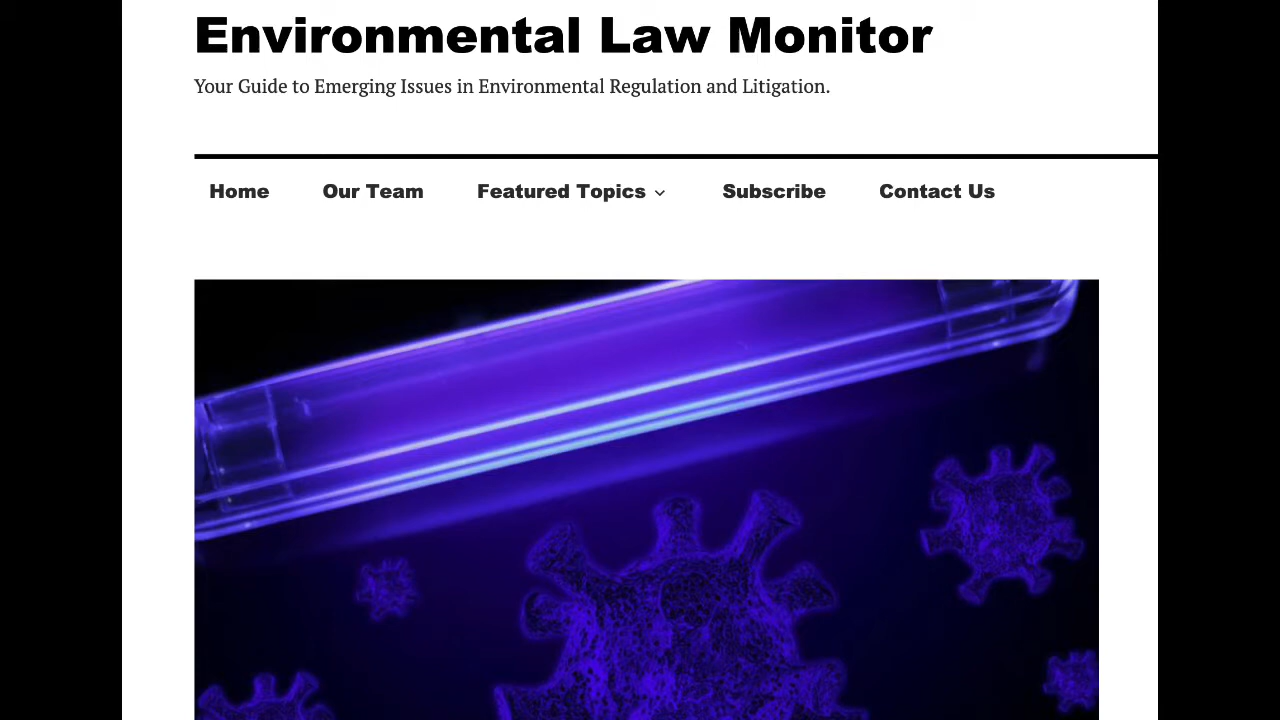 Environmental Law Monitor
Your Guide to Emerging Issues in Environmental Regulation and Litigation.
Home Our Team Featured Topics Subscribe Contact Us